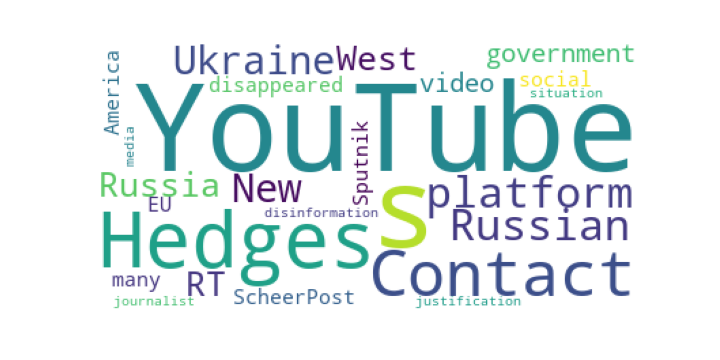 America
Ukraine
West
government
disappeared
video
social
situation
media
YouTube
Sputnik
Russia
New
S
platform
EU
disinformation
Russian
Hedges
Contact
many
RT
ScheerPost
journalist
justification